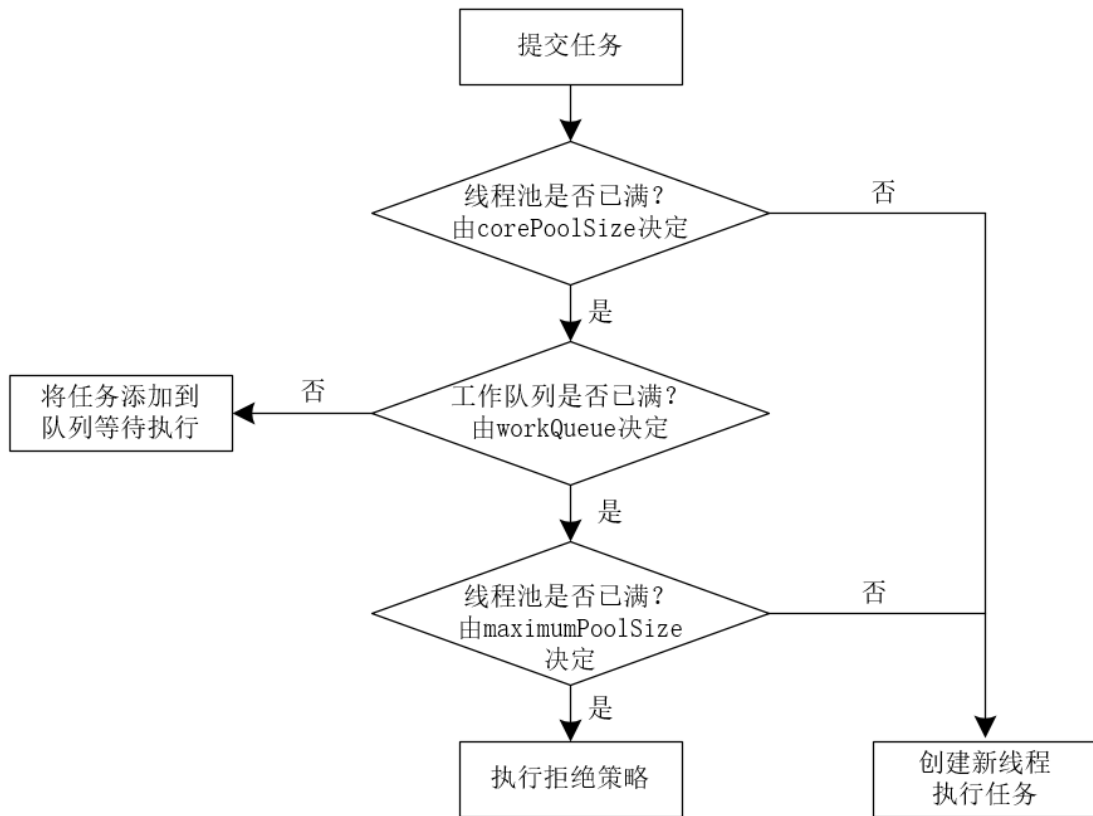 提交任务
线程池是否已满?
由corePoolSize决定
否
是
工作队列是否已满?
由workQueue决定
否
将任务添加到
队列等待执行
是
线程池是否已满?
由maximumPoolSize
决定
否
是
执行拒绝策略
创建新线程
执行任务